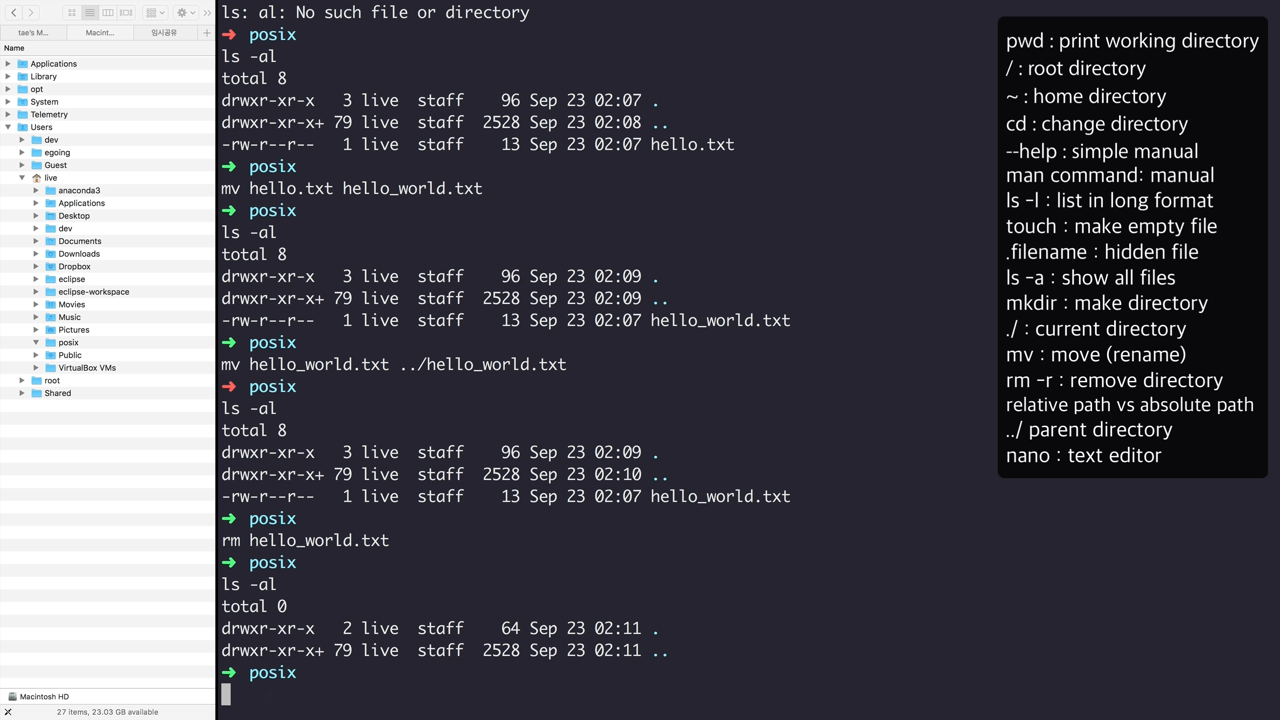 tae's M...
Macint...
임시공유
Name
Applications
Library
opt
System
Telemetry
Users
dev
egoing
Guest
live
anaconda3
Applications
Desktop
dev
Documents
Downloads
Dropbox
eclipse
eclipse-workspace
Movies
Music
Pictures
posix
Public
VirtualBox VMs
root
Shared
Macintosh HD
27 items, 23.03 GB available
ls: al: No such file or directory
➜ posix
ls -al
total 8
drwxr-xr-x 3 live staff 96 Sep 23 02:07 .
drwxr-xr-x+ 79 live staff 2528 Sep 23 02:08 ..
-rw-r--r-- 1 live staff 13 Sep 23 02:07 hello.txt
➜ posix
mv hello.txt hello_world.txt
➜ posix
ls -al
total 8
drwxr-xr-x 3 live staff 96 Sep 23 02:09 .
drwxr-xr-x+ 79 live staff 2528 Sep 23 02:09 ..
-rw-r--r-- 1 live staff 13 Sep 23 02:07 hello_world.txt
➜ posix
mv hello_world.txt ../hello_world.txt
➜ posix
ls -al
total 8
drwxr-xr-x 3 live staff 96 Sep 23 02:09 .
drwxr-xr-x+ 79 live staff 2528 Sep 23 02:10 ..
-rw-r--r-- 1 live staff 13 Sep 23 02:07 hello_world.txt
➜ posix
rm hello_world.txt
➜ posix
ls -al
total 0
drwxr-xr-x 2 live staff 64 Sep 23 02:11 .
drwxr-xr-x+ 79 live staff 2528 Sep 23 02:11 ..
➜ posix
pwd : print working directory
/ : root directory
~ : home directory
cd : change directory
--help : simple manual
man command: manual
ls -l : list in long format
touch : make empty file
.filename : hidden file
ls -a : show all files
mkdir : make directory
./ : current directory
mv : move (rename)
rm -r : remove directory
relative path vs absolute path
../ parent directory
nano : text editor